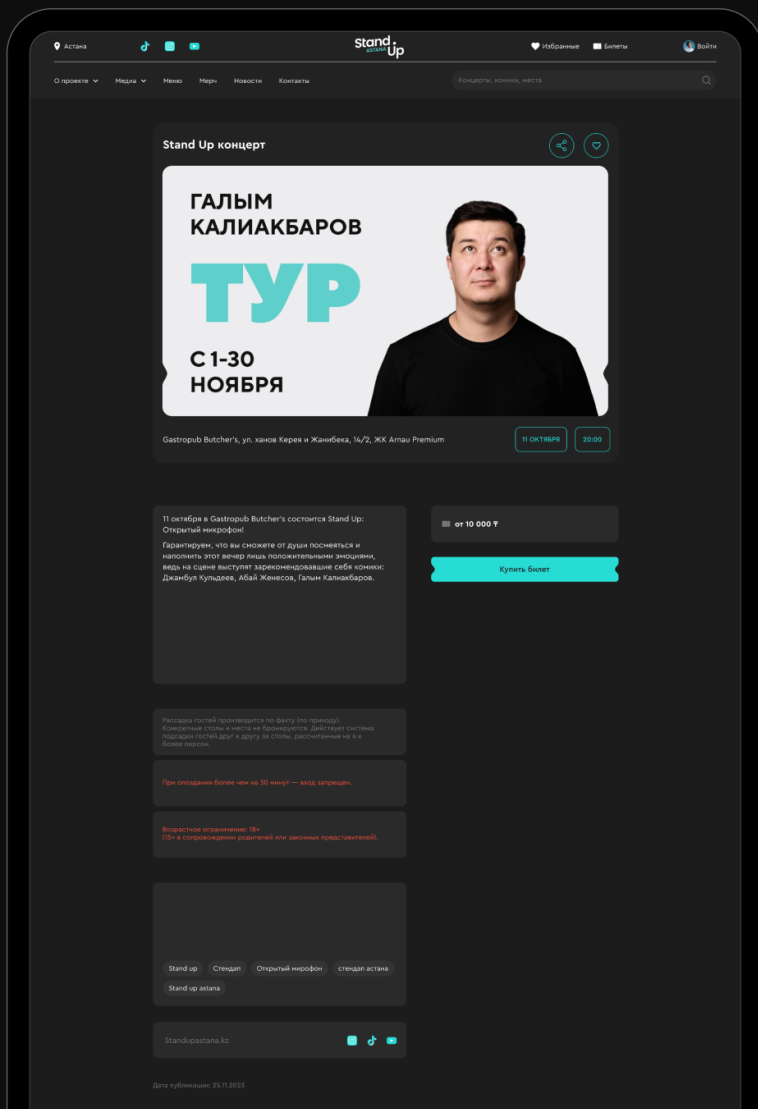 Астана
Stand Up
АСТАНА
Избранные
Билеты
Войти
О проекте
Медиа
Меню
Мерч
Новости
Контакты
Концерты, комики, места
Stand Up концерт
ГАЛЫМ
КАЛИАКБАРОВ
ТУР
С 1-30
НОЯБРЯ
Gastropub Butcher's, ул. ханов Керея и Жанибека, 14/2, ЖК Arnau Premium
11 ОКТЯБРЯ
20:00
11 октября в Gastropub Butcher's состоится Stand Up:
Открытый микрофон!
Гарантируем, что вы сможете от души посмеяться и
наполнить этот вечер лишь положительными эмоциями,
ведь на сцене выступят зарекомендовавшие себя комики:
Джамбул Кульдеев, Абай Женесов, Галым Калиакбаров.
от 10 000 ₸
Купить билет
Рассадка гостей производится по факту (по приходу).
Конкретные столы и места не бронируются. Действует система
подсадки гостей друг к другу за столы, рассчитанные на 4 и
более персон.
При опоздании более чем на 30 минут — вход запрещен.
Возрастное ограничение: 18+
(15+ в сопровождении родителей или законных представителей).
Stand up
Стендап
Открытый мирофон
стендап астана
Stand up astana
Standupastana.kz
Дата публикации: 25.11.2023